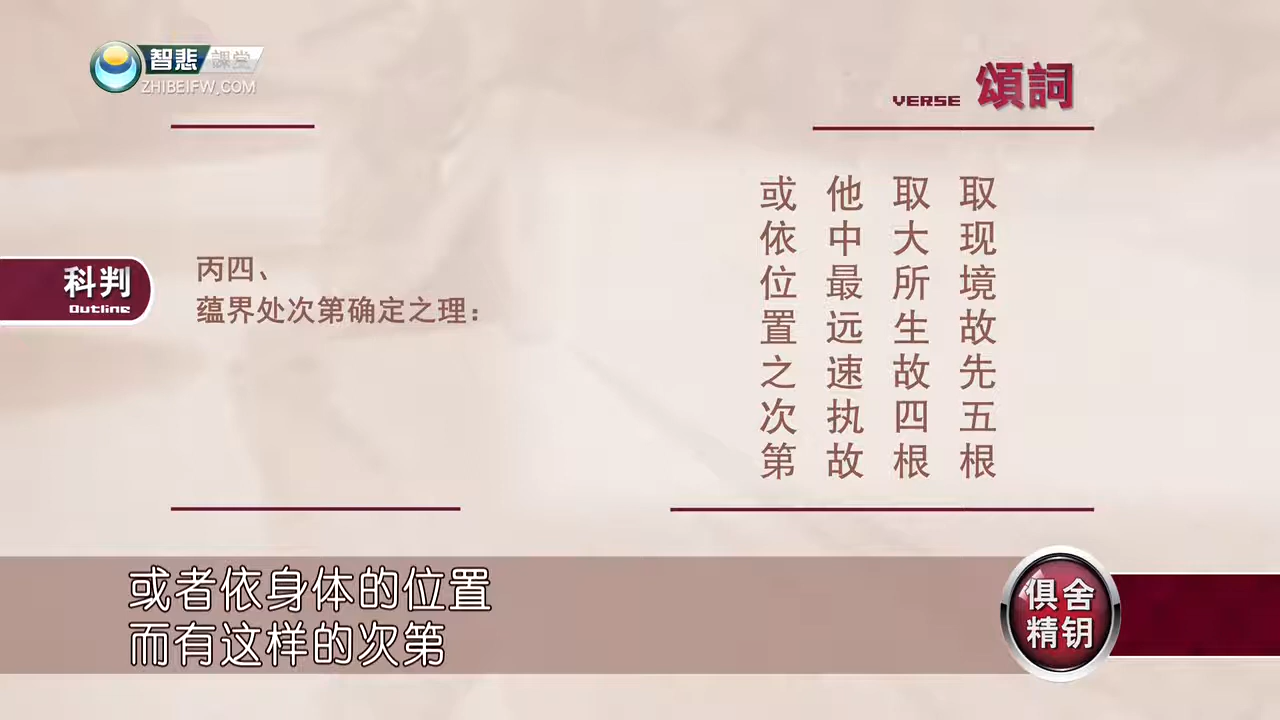 智悲課堂
ZHIBEIFW.COM
VERSE 頌詞
取现境故先五根
取大所生故四根
他中最远速执故
或依位置之次第
科判
Outline
丙四、
蕴界处次第确定之理：
或者依身体的位置
而有这样的次第
俱舍
精钥